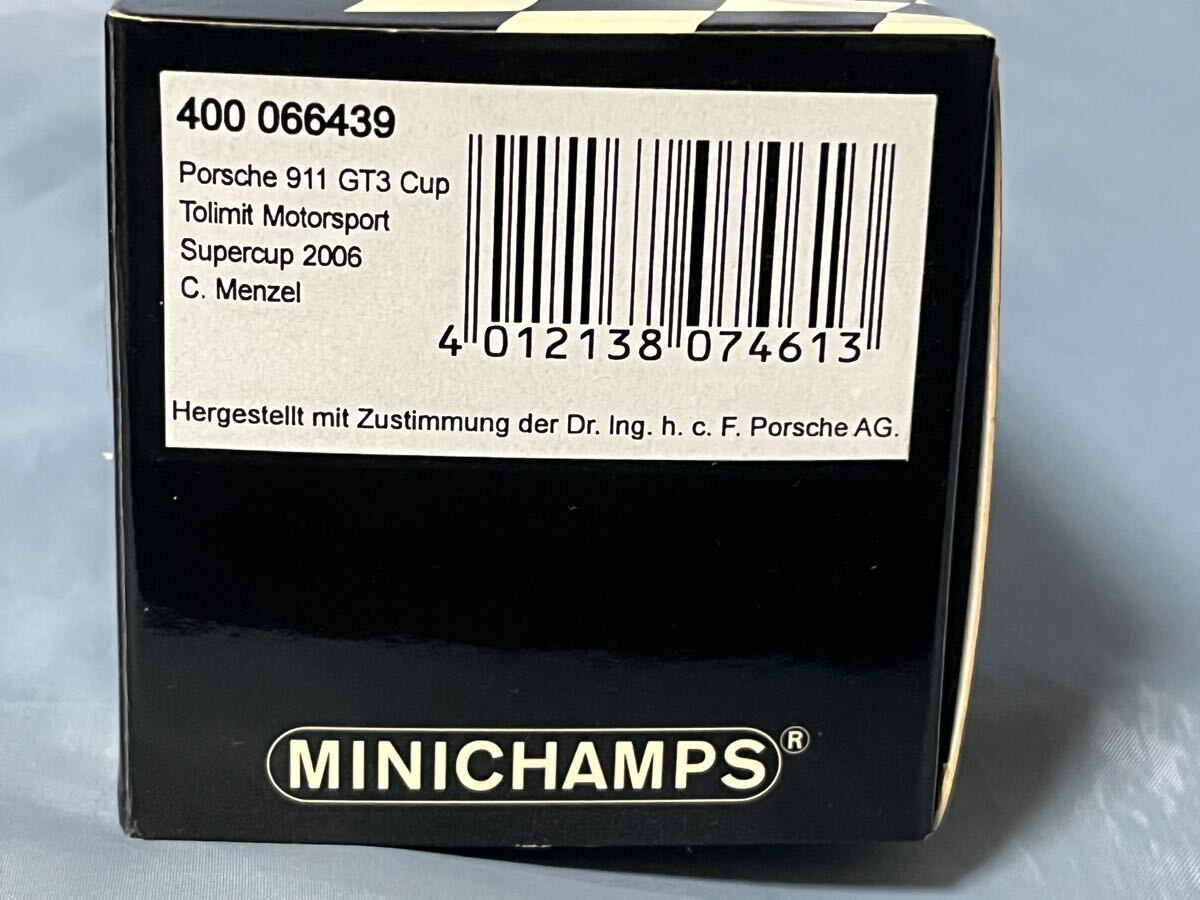 400 066439
Porsche 911 GT3 Cup
Tolimit Motorsport
Supercup 2006
C. Menzel
4 012138 074613
Hergestellt mit Zustimmung der Dr. Ing. h. c. F. Porsche AG.
MINICHAMPS®